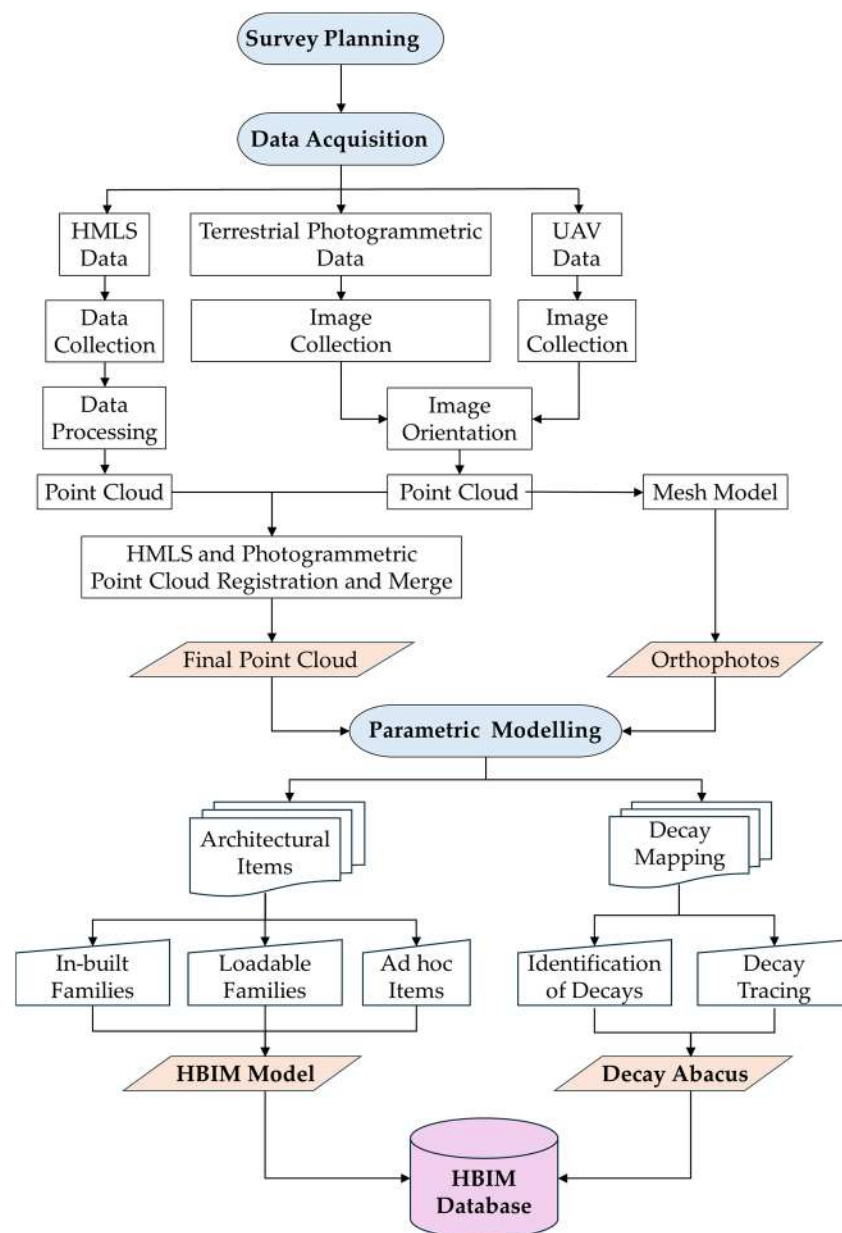 Survey Planning
Data Acquisition
HMLS
Data
Terrestrial Photogrammetric
Data
UAV
Data
Data
Collection
Image
Collection
Image
Collection
Data
Processing
Image
Orientation
Point Cloud
Point Cloud
Mesh Model
HMLS and Photogrammetric
Point Cloud Registration and Merge
Final Point Cloud
Orthophotos
Parametric Modelling
Architectural
Items
Decay
Mapping
In-built
Families
Loadable
Families
Ad hoc
Items
Identification
of Decays
Decay
Tracing
HBIM Model
Decay Abacus
HBIM
Database